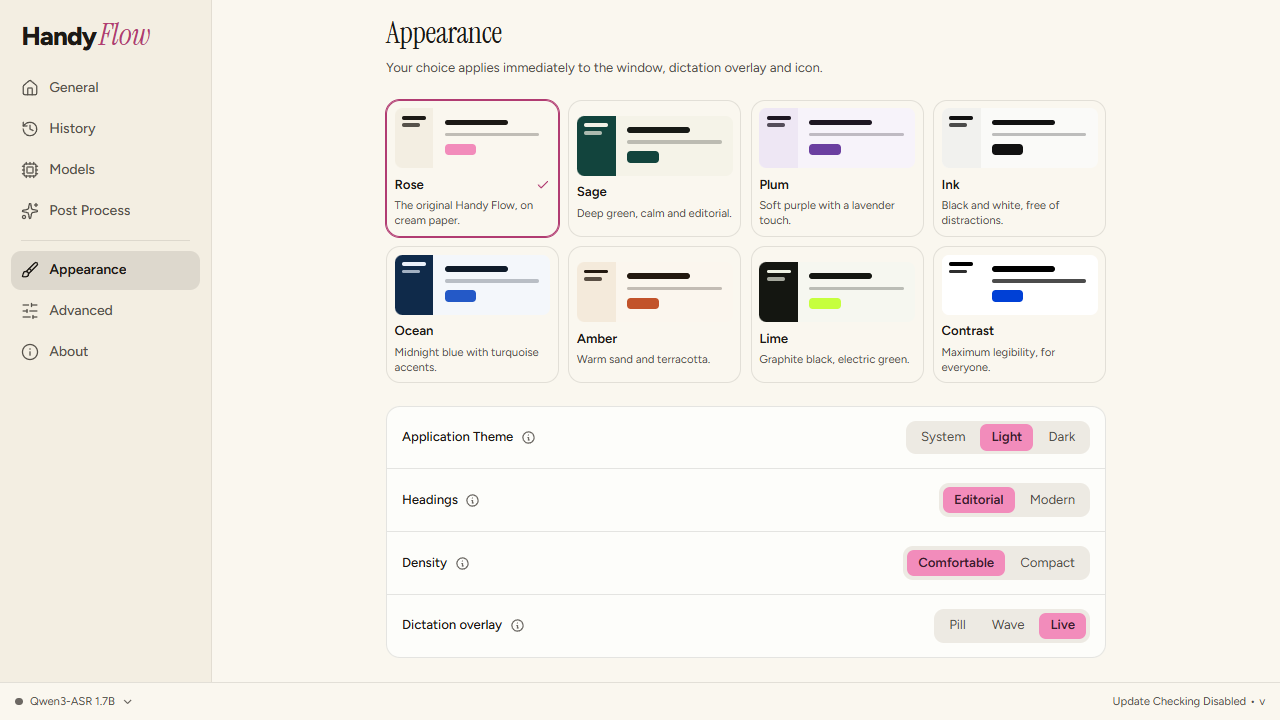 Handy Flow
General
History
Models
Post Process
Appearance
Advanced
About
Appearance
Your choice applies immediately to the window, dictation overlay and icon.
Rose
The original Handy Flow, on
cream paper.
Sage
Deep green, calm and editorial.
Plum
Soft purple with a lavender
touch.
Ink
Black and white, free of
distractions.
Ocean
Midnight blue with turquoise
accents.
Amber
Warm sand and terracotta.
Lime
Graphite black, electric green.
Contrast
Maximum legibility, for
everyone.
Application Theme System Light Dark
Headings Editorial Modern
Density Comfortable Compact
Dictation overlay Pill Wave Live
Qwen3-ASR 1.7B
Update Checking Disabled • v